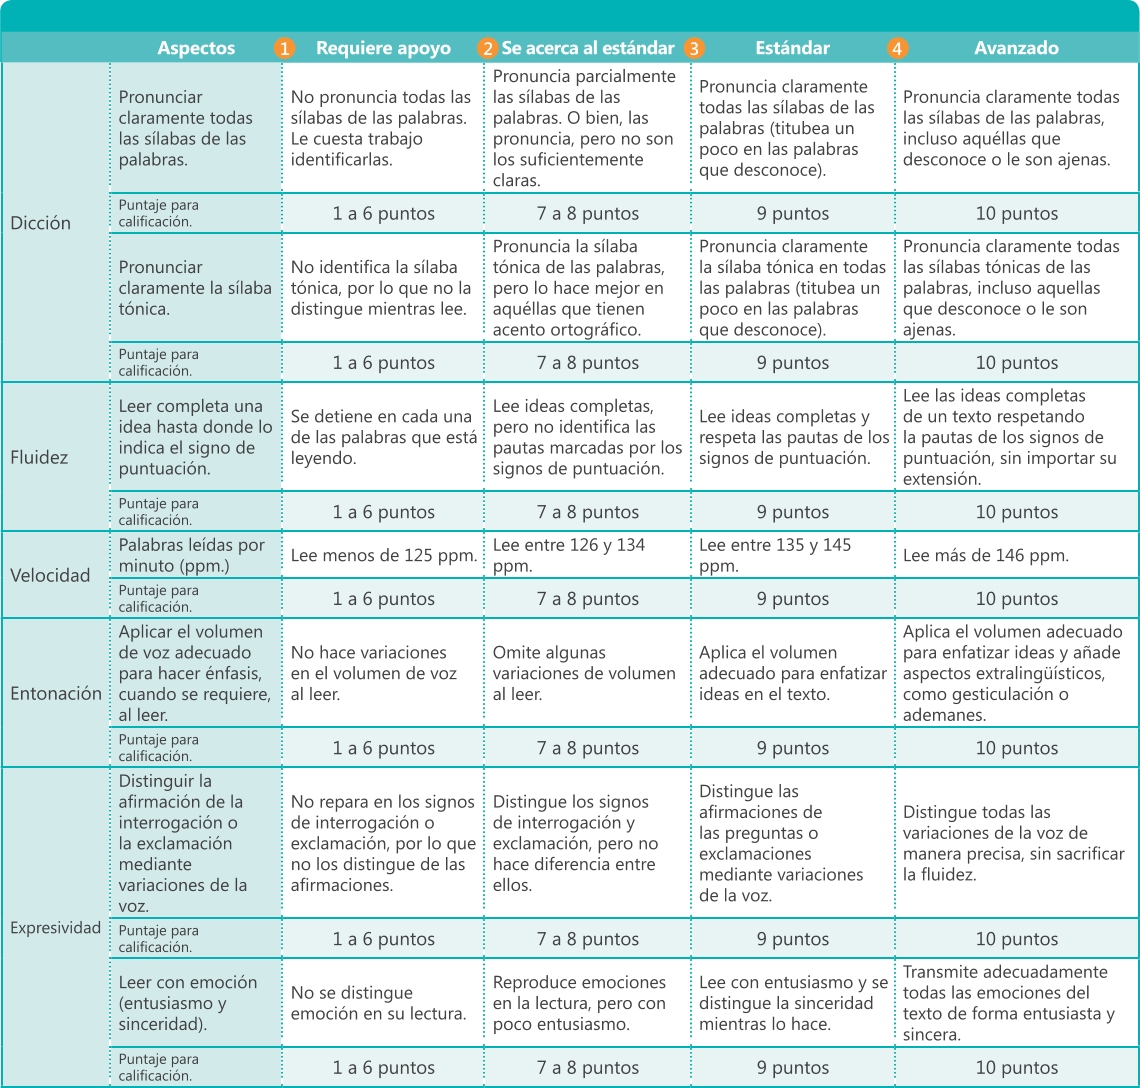 Aspectos
1 Requiere apoyo
2 Se acerca al estándar
3 Estándar
4 Avanzado
Dicción
Pronunciar
claramente todas
las sílabas de las
palabras.
No pronuncia todas las
sílabas de las palabras.
Le cuesta trabajo
identificarlas.
Pronuncia parcialmente
las sílabas de las
palabras. O bien, las
pronuncia, pero no son
los suficientemente
claras.
Pronuncia claramente
todas las sílabas de las
palabras (titubea un
poco en las palabras
que desconoce).
Pronuncia claramente todas
las sílabas de las palabras,
incluso aquéllas que
desconoce o le son ajenas.
Puntaje para
calificación.
1 a 6 puntos
7 a 8 puntos
9 puntos
10 puntos
Pronunciar
claramente la sílaba
tónica.
No identifica la sílaba
tónica, por lo que no la
distingue mientras lee.
Pronuncia la sílaba
tónica de las palabras,
pero lo hace mejor en
aquéllas que tienen
acento ortográfico.
Pronuncia claramente
la sílaba tónica en todas
las palabras (titubea un
poco en las palabras
que desconoce).
Pronuncia claramente todas
las sílabas tónicas de las
palabras, incluso aquellas
que desconoce o le son
ajenas.
Puntaje para
calificación.
1 a 6 puntos
7 a 8 puntos
9 puntos
10 puntos
Fluidez
Leer completa una
idea hasta donde lo
indica el signo de
puntuación.
Se detiene en cada una
de las palabras que está
leyendo.
Lee ideas completas,
pero no identifica las
pautas marcadas por los
signos de puntuación.
Lee ideas completas y
respeta las pautas de los
signos de puntuación.
Lee las ideas completas
de un texto respetando
la pautas de los signos de
puntuación, sin importar su
extensión.
Puntaje para
calificación.
1 a 6 puntos
7 a 8 puntos
9 puntos
10 puntos
Velocidad
Palabras leídas por
minuto (ppm.)
Lee menos de 125 ppm.
Lee entre 126 y 134
ppm.
Lee entre 135 y 145
ppm.
Lee más de 146 ppm.
Puntaje para
calificación.
1 a 6 puntos
7 a 8 puntos
9 puntos
10 puntos
Entonación
Aplicar el volumen
de voz adecuado
para hacer énfasis,
cuando se requiere,
al leer.
No hace variaciones
en el volumen de voz
al leer.
Omite algunas
variaciones de volumen
al leer.
Aplica el volumen
adecuado para enfatizar
ideas en el texto.
Aplica el volumen adecuado
para enfatizar ideas y añade
aspectos extralingüísticos,
como gesticulación o
ademanes.
Puntaje para
calificación.
1 a 6 puntos
7 a 8 puntos
9 puntos
10 puntos
Expresividad
Distinguir la
afirmación de la
interrogación o
la exclamación
mediante
variaciones de la
voz.
No repara en los signos
de interrogación o
exclamación, por lo que
no los distingue de las
afirmaciones.
Distingue los signos
de interrogación y
exclamación, pero no
hace diferencia entre
ellos.
Distingue las
afirmaciones de
las preguntas o
exclamaciones
mediante variaciones
de la voz.
Distingue todas las
variaciones de la voz de
manera precisa, sin sacrificar
la fluidez.
Puntaje para
calificación.
1 a 6 puntos
7 a 8 puntos
9 puntos
10 puntos
Leer con emoción
(entusiasmo y
sinceridad).
No se distingue
emoción en su lectura.
Reproduce emociones
en la lectura, pero con
poco entusiasmo.
Lee con entusiasmo y se
distingue la sinceridad
mientras lo hace.
Transmite adecuadamente
todas las emociones del
texto de forma entusiasta y
sincera.
Puntaje para
calificación.
1 a 6 puntos
7 a 8 puntos
9 puntos
10 puntos